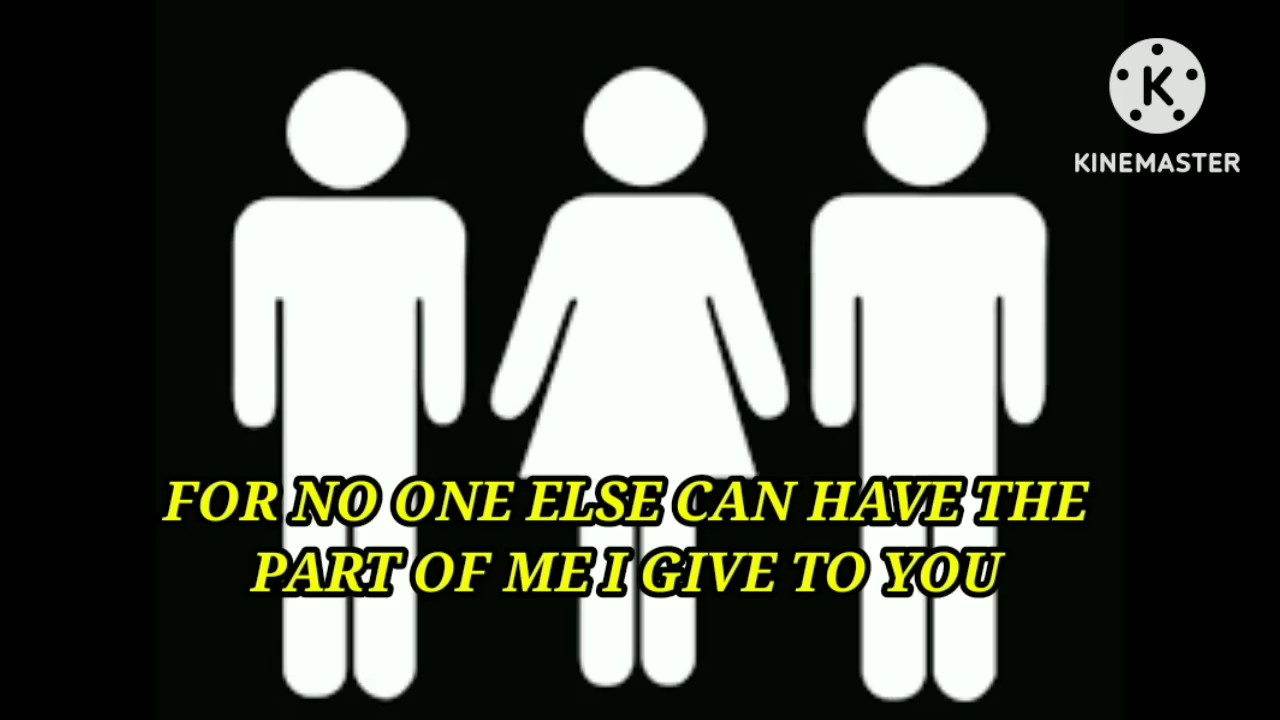 K
KINEMASTER
FOR NO ONE ELSE CAN HAVE THE
PART OF ME I GIVE TO YOU